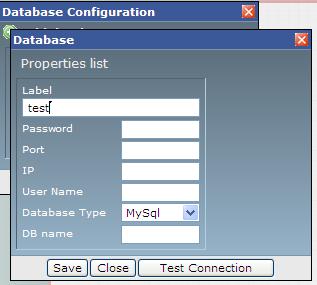 Database Configuration
Database
Properties list
Label
test
Password
Port
IP
User Name
Database Type MySql
DB name
Save Close Test Connection